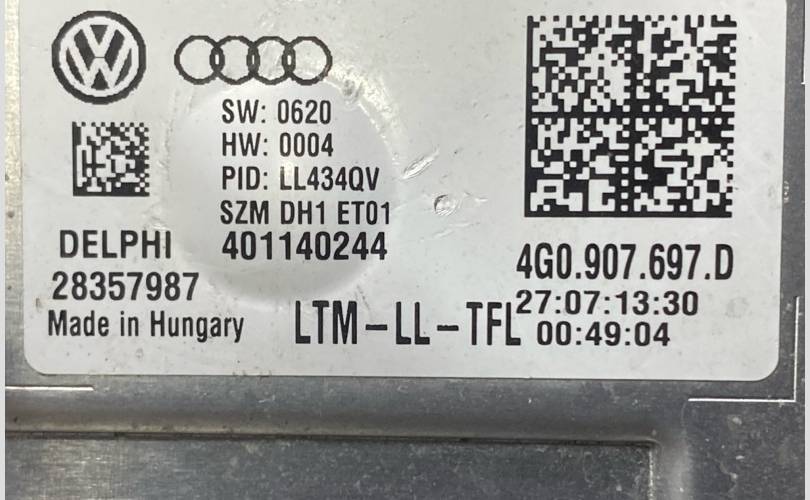 SW: 0620
HW: 0004
PID: LL434QV
SZM DH1 ET01
401140244
DELPHI
28357987
Made in Hungary
LTM-LL-TFL
4G0.907.697.D
27:07:13:30
00:49:04